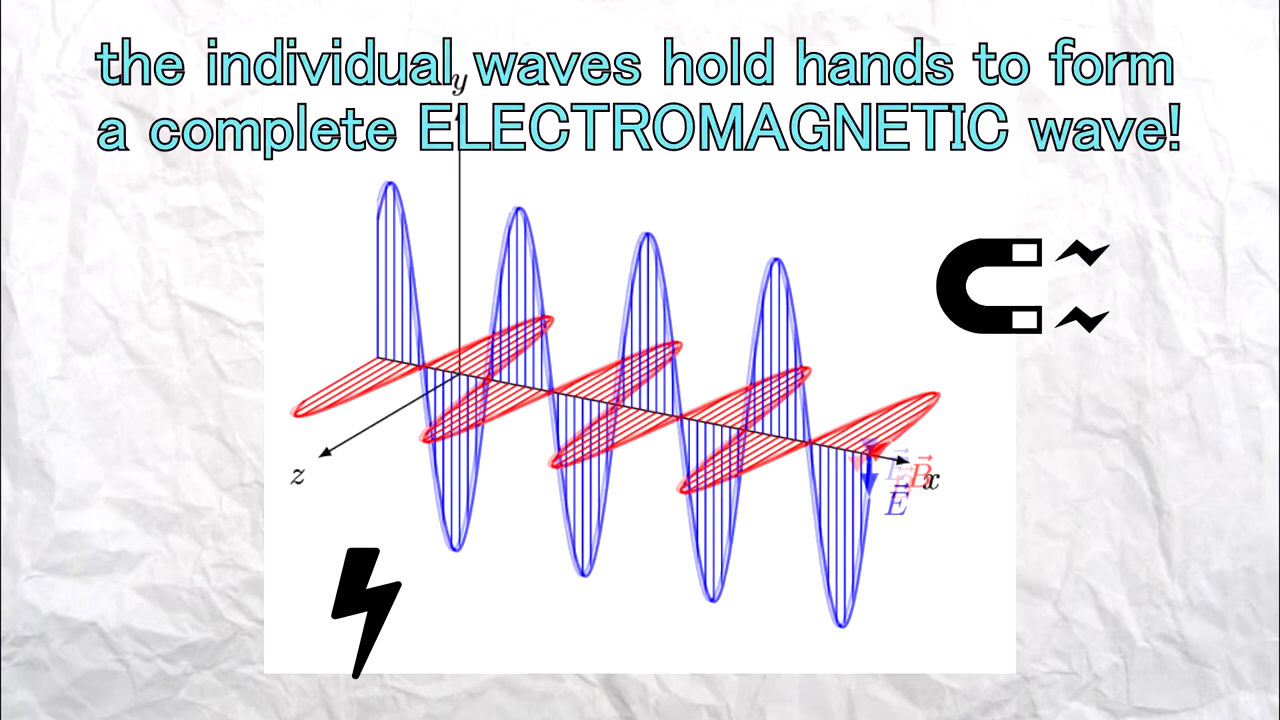 the individual waves hold hands to form
a complete ELECTROMAGNETIC wave!
y
z
B
x
E